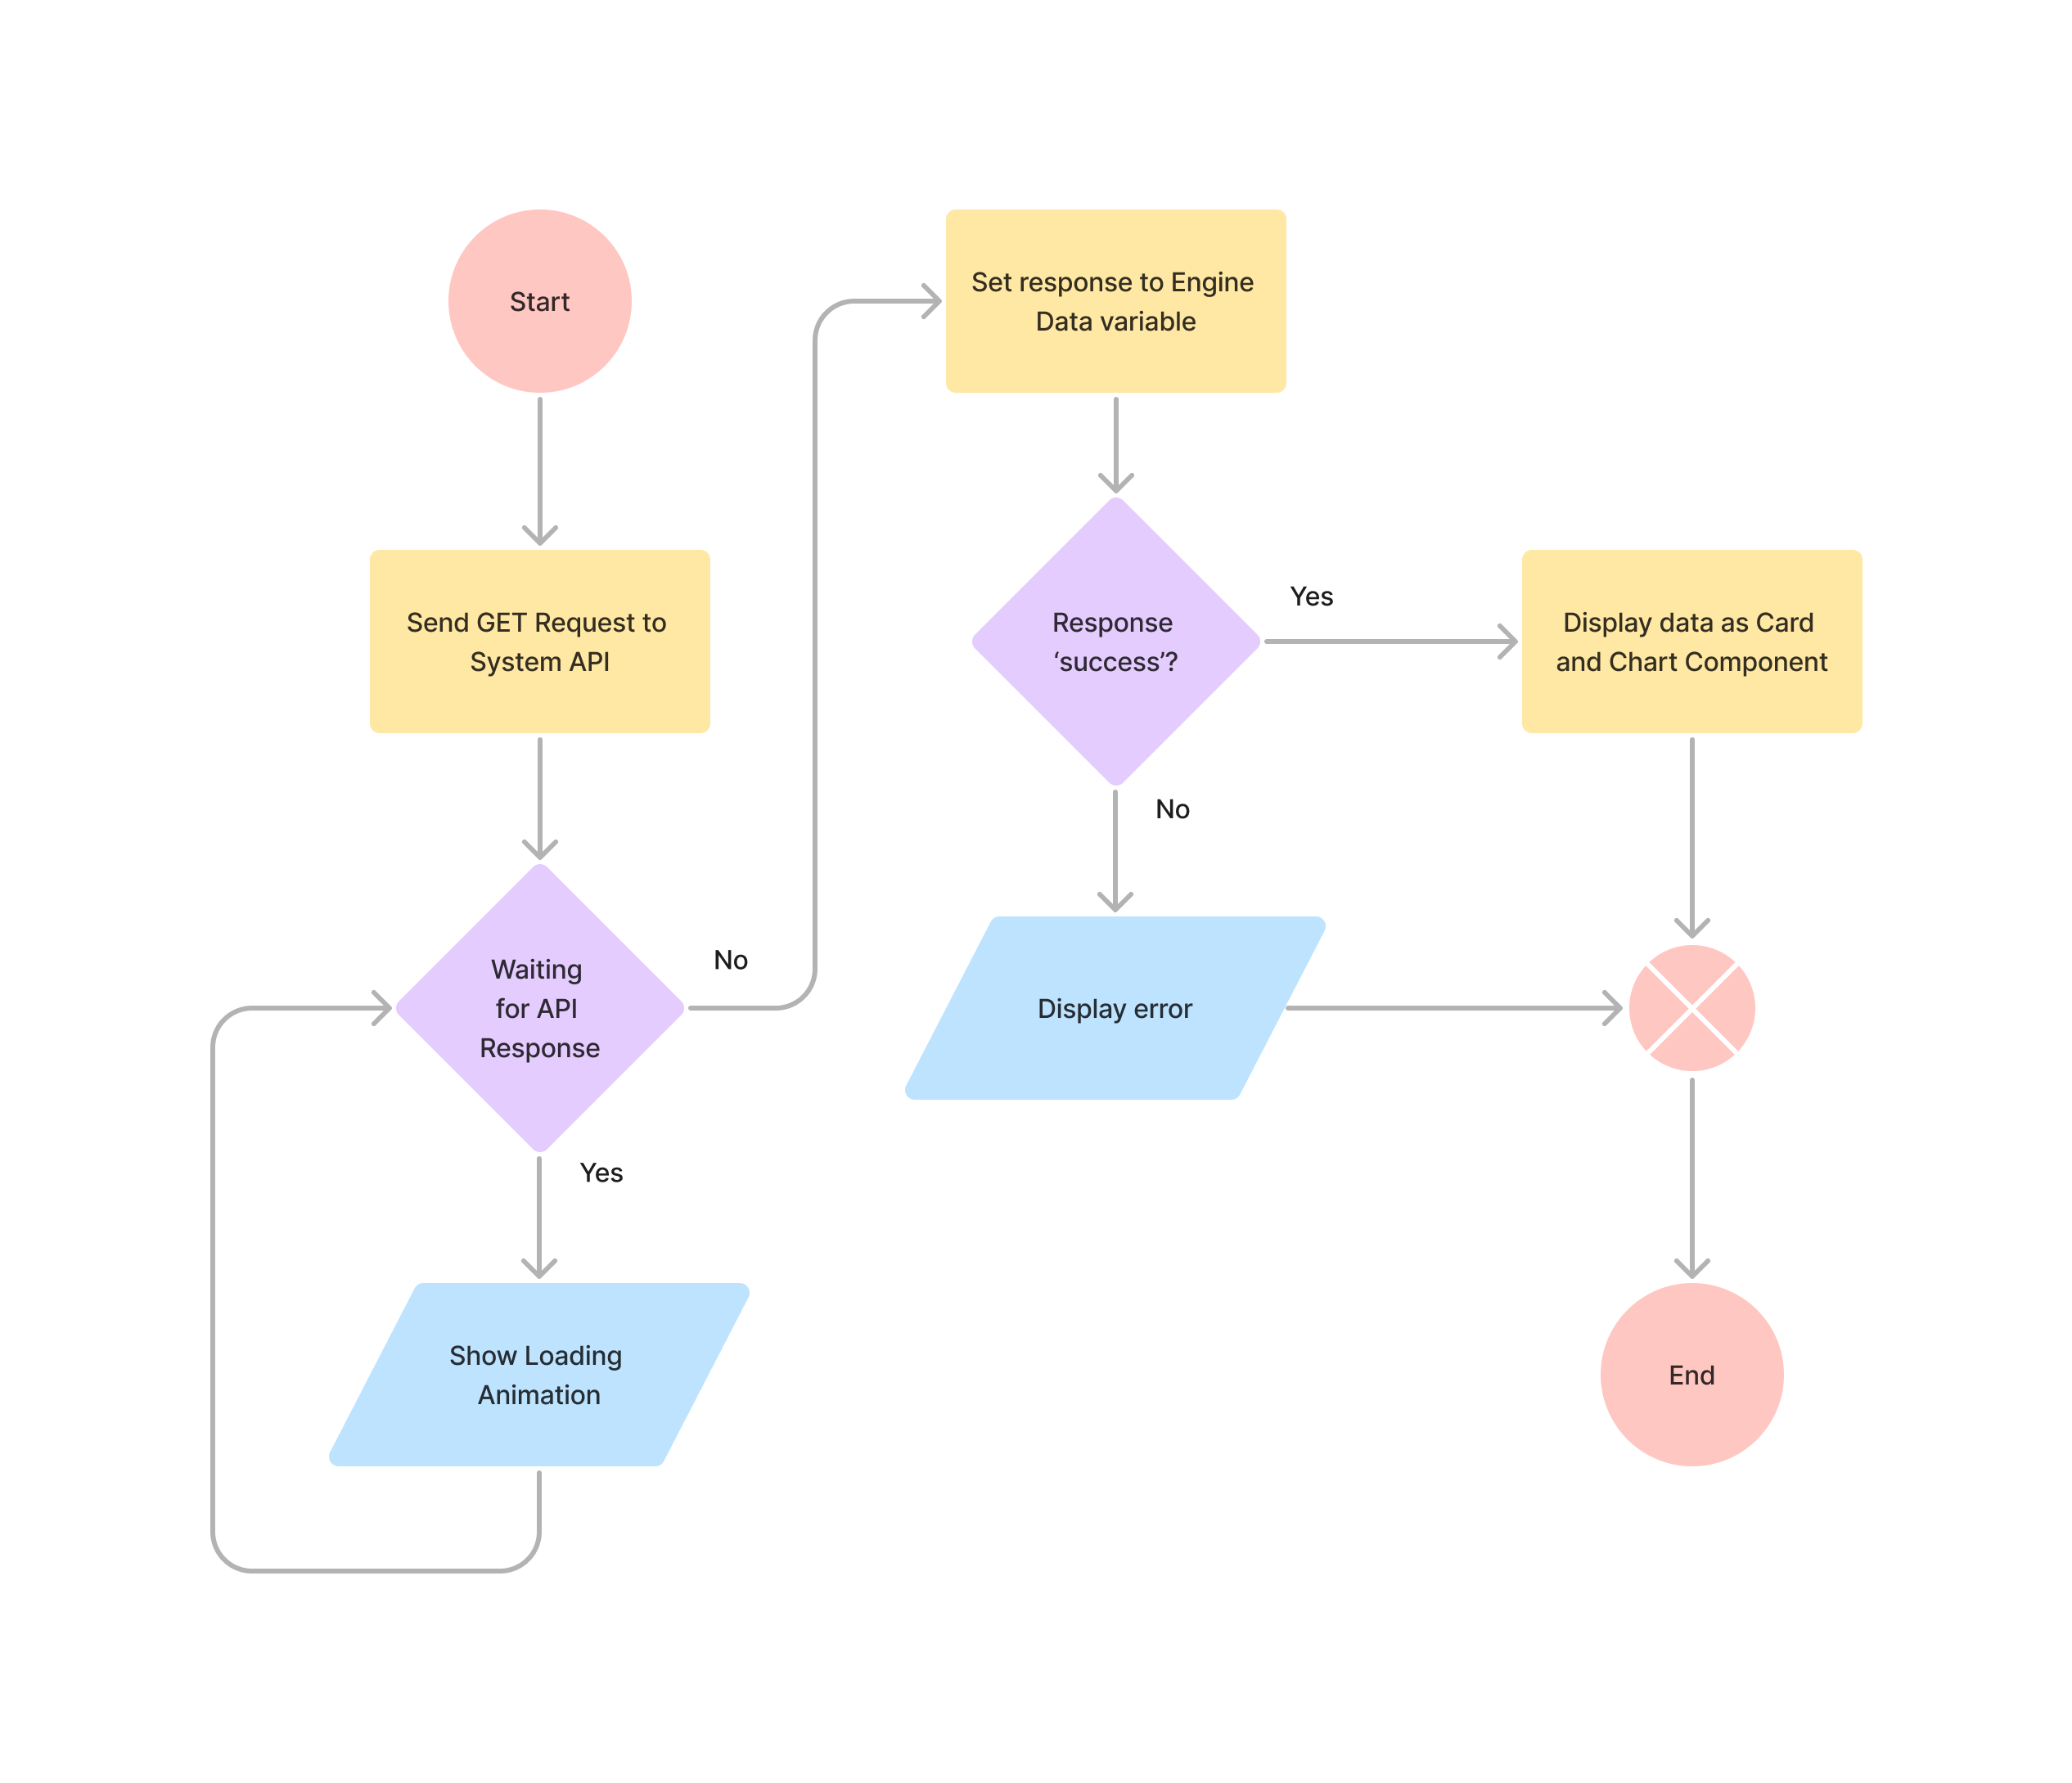 Start
Send GET Request to
System API
Waiting
for API
Response
No
Yes
Show Loading
Animation
Set response to Engine
Data variable
Response
‘success’?
Yes
No
Display error
Display data as Card
and Chart Component
End